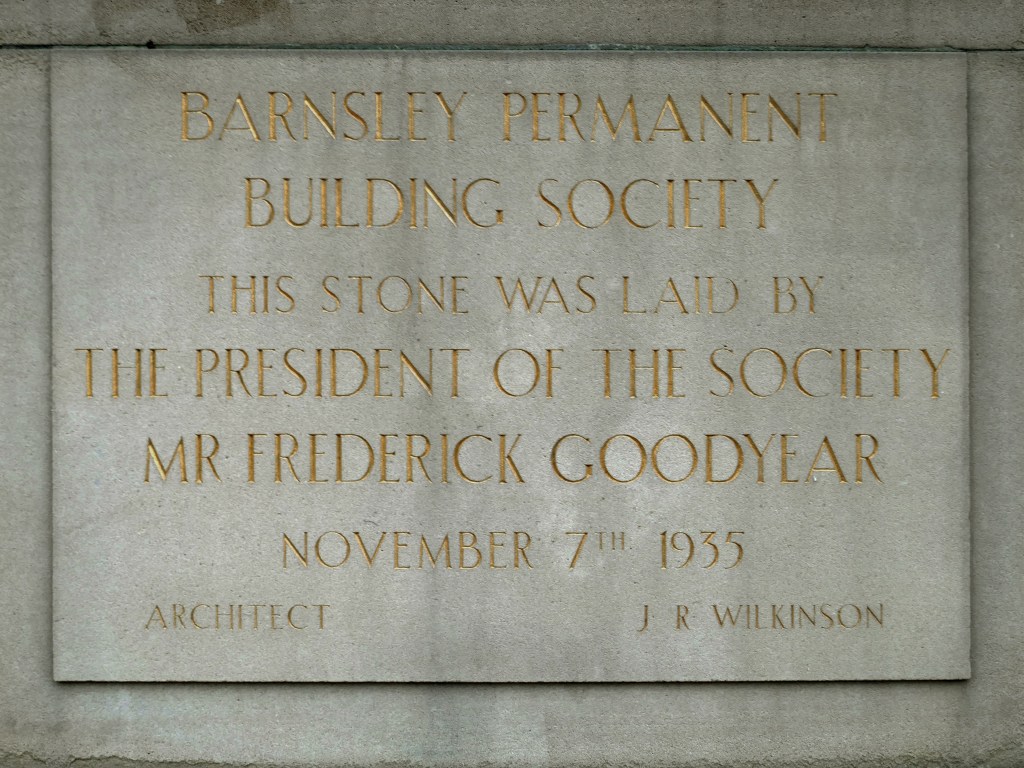 BARNSLEY PERMANENT
BUILDING SOCIETY
THIS STONE WAS LAID BY
THE PRESIDENT OF THE SOCIETY
MR FREDERICK GOODYEAR
NOVEMBER 7TH 1935
ARCHITECT J R WILKINSON